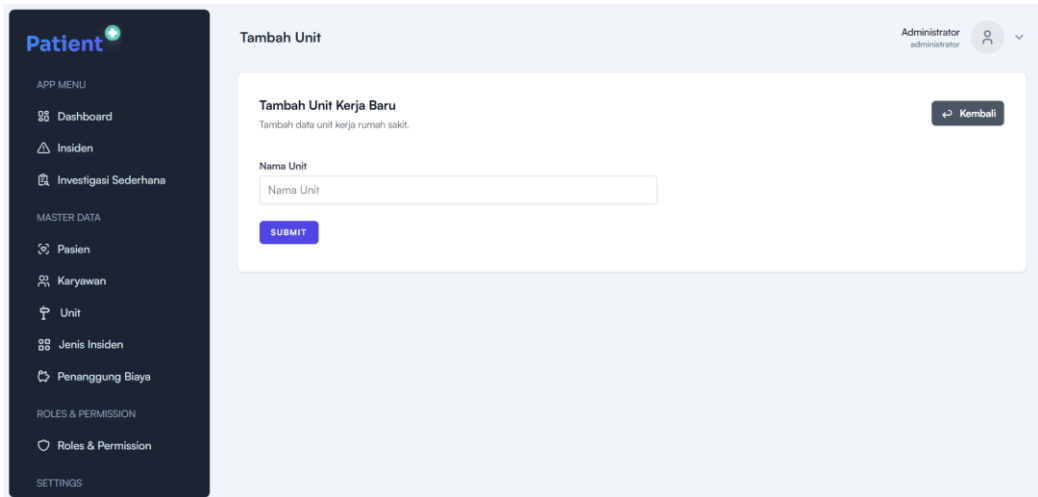 Patient
APP MENU
Dashboard
Insiden
Investigasi Sederhana
MASTER DATA
Pasien
Karyawan
Unit
Jenis Insiden
Penanggung Biaya
ROLES & PERMISSION
Roles & Permission
SETTINGS
Tambah Unit
Administrator
administrator
Tambah Unit Kerja Baru
Tambah data unit kerja rumah sakit.
Kembali
Nama Unit
Nama Unit
SUBMIT